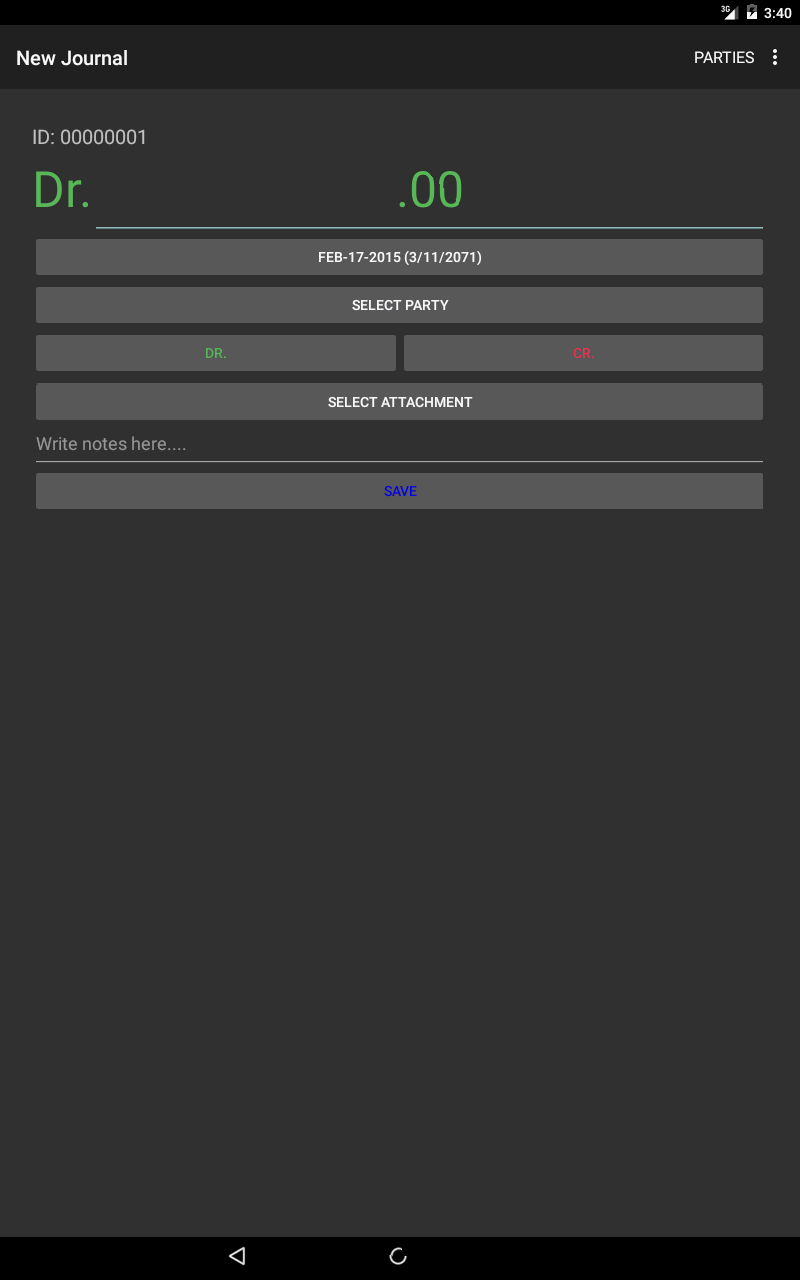 3G 3:40
New Journal PARTIES
ID: 00000001
Dr. .00
FEB-17-2015 (3/11/2071)
SELECT PARTY
DR. CR.
SELECT ATTACHMENT
Write notes here....
SAVE